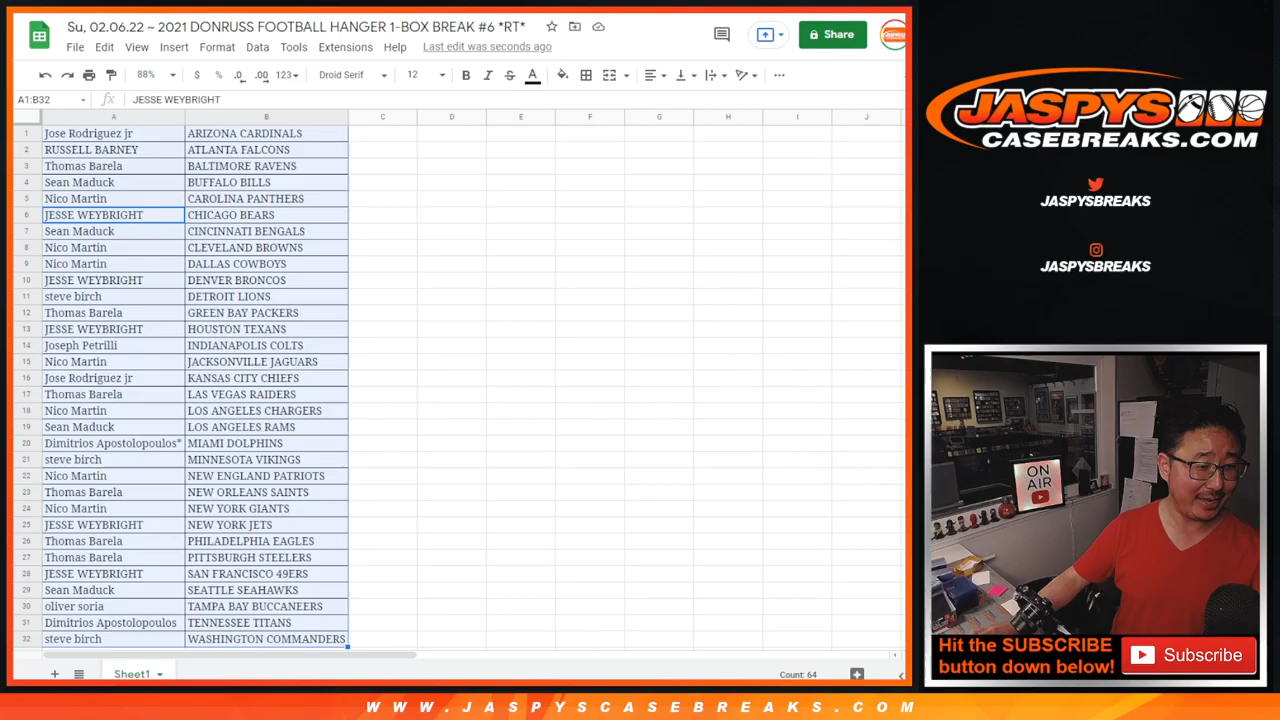 Su, 02.06.22 ~ 2021 DONRUSS FOOTBALL HANGER 1-BOX BREAK #6 *RT*
File Edit View Insert Format Data Tools Extensions Help Last edit was seconds ago
Share
88% $ % .0 .00 123 Droid Serif 12 B I S A
A1:B32 fx JESSE WEYBRIGHT
A B C D E F G H I J
1 Jose Rodriguez jr ARIZONA CARDINALS
2 RUSSELL BARNEY ATLANTA FALCONS
3 Thomas Barela BALTIMORE RAVENS
4 Sean Maduck BUFFALO BILLS
5 Nico Martin CAROLINA PANTHERS
6 JESSE WEYBRIGHT CHICAGO BEARS
7 Sean Maduck CINCINNATI BENGALS
8 Nico Martin CLEVELAND BROWNS
9 Nico Martin DALLAS COWBOYS
10 JESSE WEYBRIGHT DENVER BRONCOS
11 steve birch DETROIT LIONS
12 Thomas Barela GREEN BAY PACKERS
13 JESSE WEYBRIGHT HOUSTON TEXANS
14 Joseph Petrilli INDIANAPOLIS COLTS
15 Nico Martin JACKSONVILLE JAGUARS
16 Jose Rodriguez jr KANSAS CITY CHIEFS
17 Thomas Barela LAS VEGAS RAIDERS
18 Nico Martin LOS ANGELES CHARGERS
19 Sean Maduck LOS ANGELES RAMS
20 Dimitrios Apostolopoulos* MIAMI DOLPHINS
21 steve birch MINNESOTA VIKINGS
22 Nico Martin NEW ENGLAND PATRIOTS
23 Thomas Barela NEW ORLEANS SAINTS
24 Nico Martin NEW YORK GIANTS
25 JESSE WEYBRIGHT NEW YORK JETS
26 Thomas Barela PHILADELPHIA EAGLES
27 Thomas Barela PITTSBURGH STEELERS
28 JESSE WEYBRIGHT SAN FRANCISCO 49ERS
29 Sean Maduck SEATTLE SEAHAWKS
30 oliver soria TAMPA BAY BUCCANEERS
31 Dimitrios Apostolopoulos TENNESSEE TITANS
32 steve birch WASHINGTON COMMANDERS
Sheet1 Count: 64
JASPYS
CASEBREAKS.COM
JASPYSBREAKS
JASPYSBREAKS
ON
AIR
Hit the SUBSCRIBE
button down below!
Subscribe
WWW.JASPYSCASEBREAKS.COM